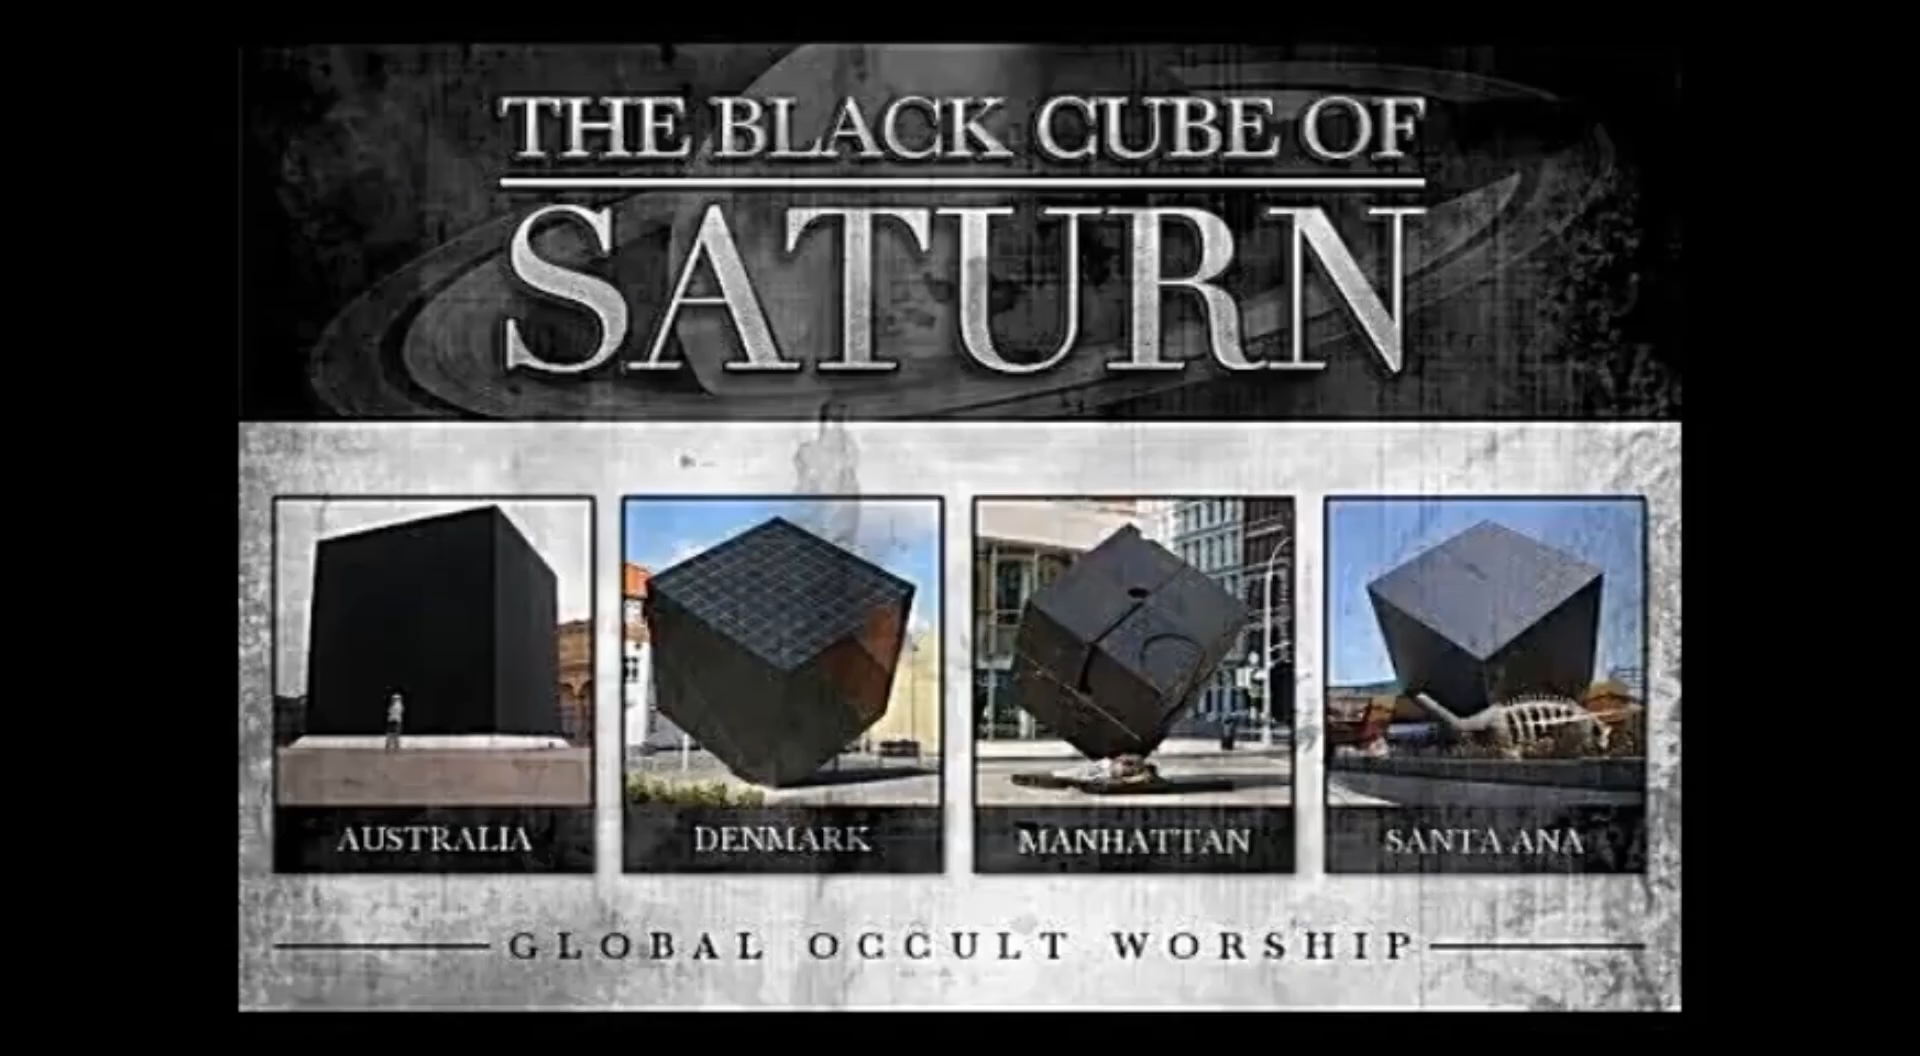 THE BLACK CUBE OF
SATURN
AUSTRALIA
DENMARK
MANHATTAN
SANTA ANA
GLOBAL OCCULT WORSHIP